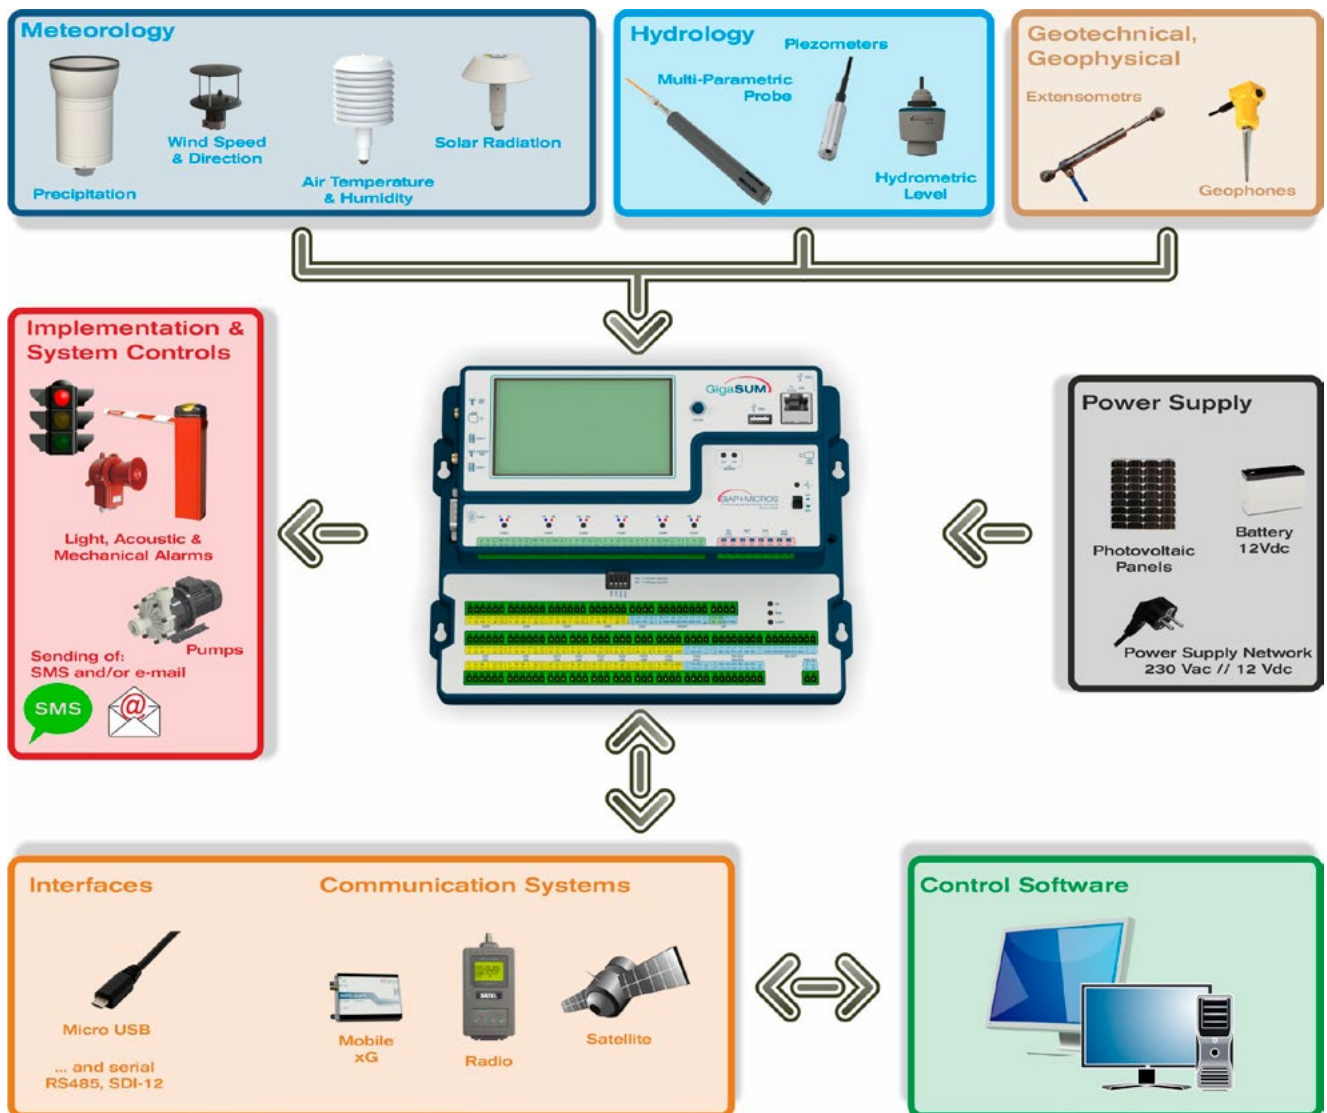 Meteorology
Precipitation
Wind Speed
& Direction
Air Temperature
& Humidity
Solar Radiation
Hydrology
Multi-Parametric
Probe
Piezometers
Hydrometric
Level
Geotechnical,
Geophysical
Extensometrs
Geophones
Implementation &
System Controls
Light, Acoustic &
Mechanical Alarms
Pumps
Sending of:
SMS and/or e-mail
SMS
@
GigaSUM
Power Supply
Photovoltaic
Panels
Battery
12Vdc
Power Supply Network
230 Vac // 12 Vdc
Interfaces
Micro USB
... and serial
RS485, SDI-12
Communication Systems
Mobile
xG
SATEL
Radio
Satellite
Control Software